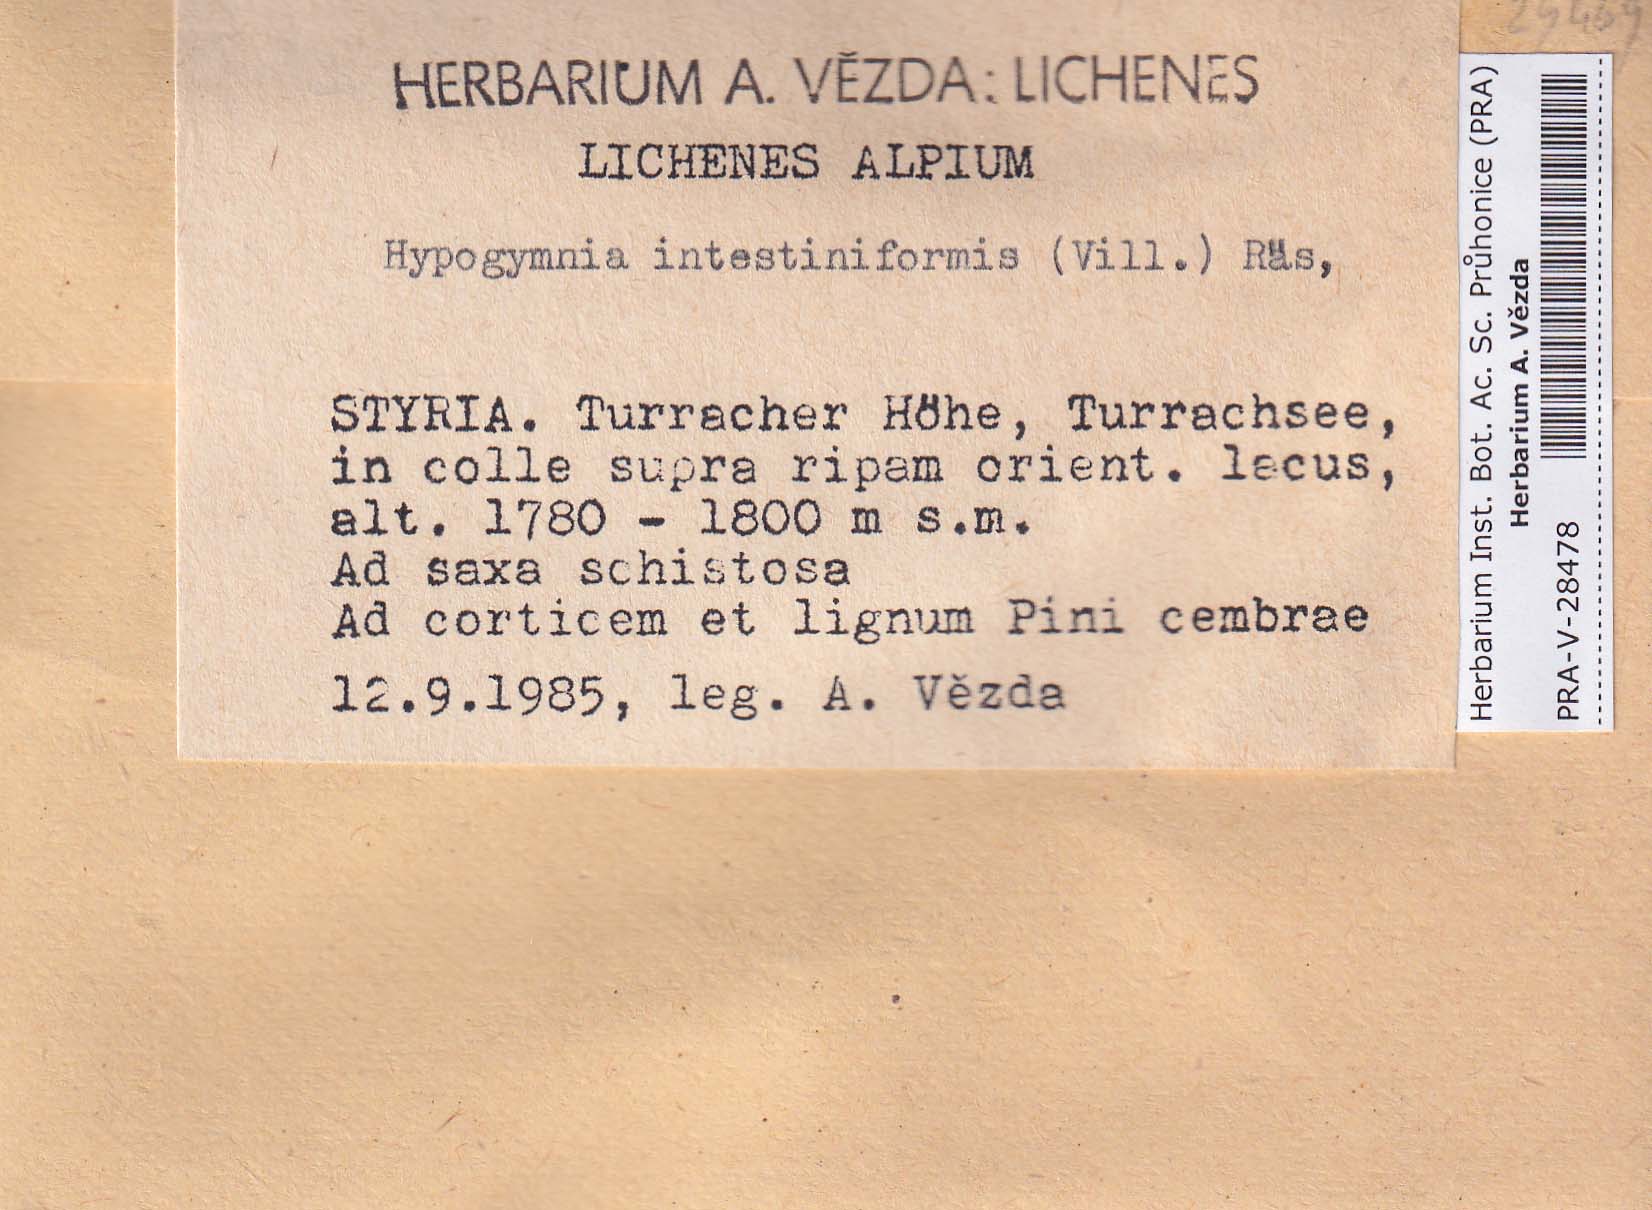 HERBARIUM A. VĚZDA: LICHENES
LICHENES ALPIUM
Hypogymnia intestiniformis (Vill.) Räs,
STYRIA. Turracher Höhe, Turrachsee,
in colle supra ripam orient. lacus,
alt. 1780 - 1800 m s.m.
Ad saxa schistosa
Ad corticem et lignum Pini cembrae
12.9.1985, leg. A. Vězda
Herbarium Inst. Bot. Ac. Sc. Průhonice (PRA)
Herbarium A. Vězda
PRA-V-28478